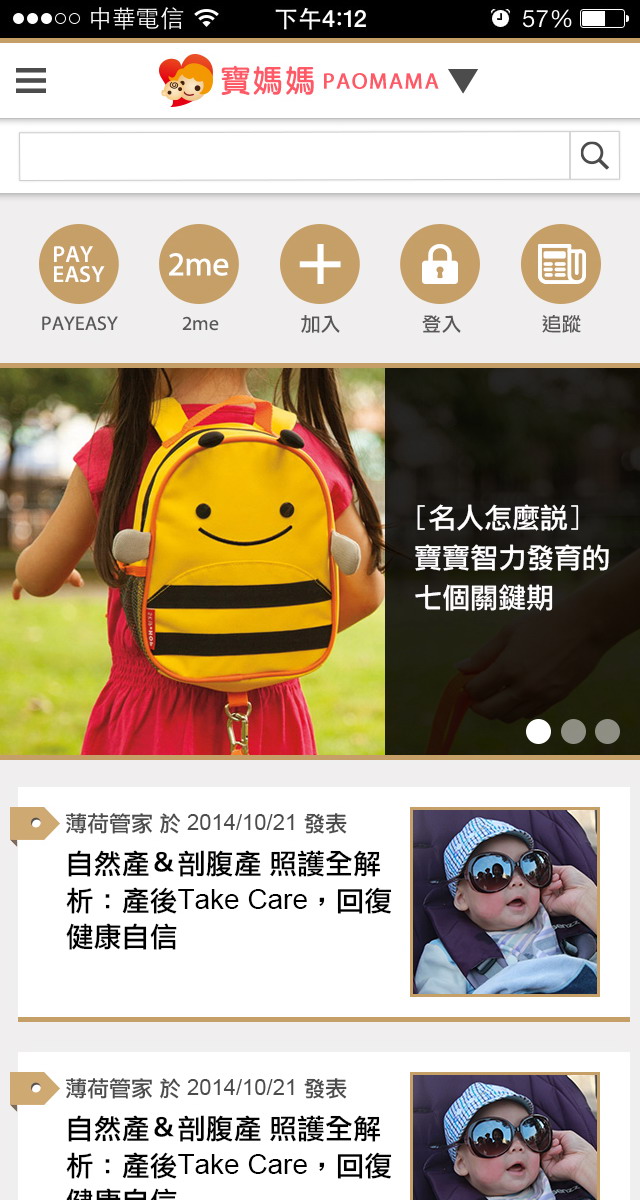 中華電信 下午4:12 57%
寶媽媽 PAOMAMA
PAY
EASY
2me
PAYEASY 2me 加入 登入 追蹤
［名人怎麼説］
寶寶智力發育的
七個關鍵期
薄荷管家 於 2014/10/21 發表
自然產＆剖腹產 照護全解
析：產後Take Care，回復
健康自信
薄荷管家 於 2014/10/21 發表
自然產＆剖腹產 照護全解
析：產後Take Care，回復
健康自信